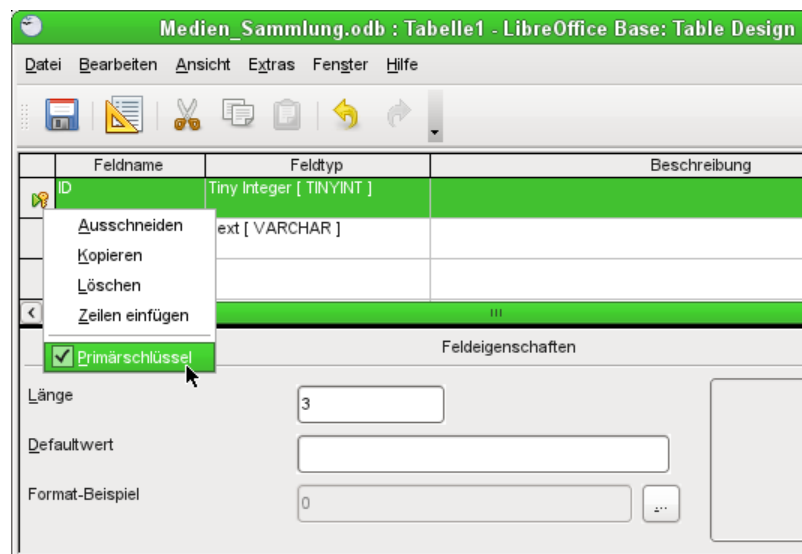 Medien_Sammlung.odb : Tabelle1 - LibreOffice Base: Table Design
Datei Bearbeiten Ansicht Extras Fenster Hilfe
Feldname Feldtyp Beschreibung
ID Tiny Integer [ TINYINT ]
Ausschneiden ext [ VARCHAR ]
Kopieren
Löschen
Zeilen einfügen
Primärschlüssel
Feldeigenschaften
Länge 3
Defaultwert
Format-Beispiel 0 ...